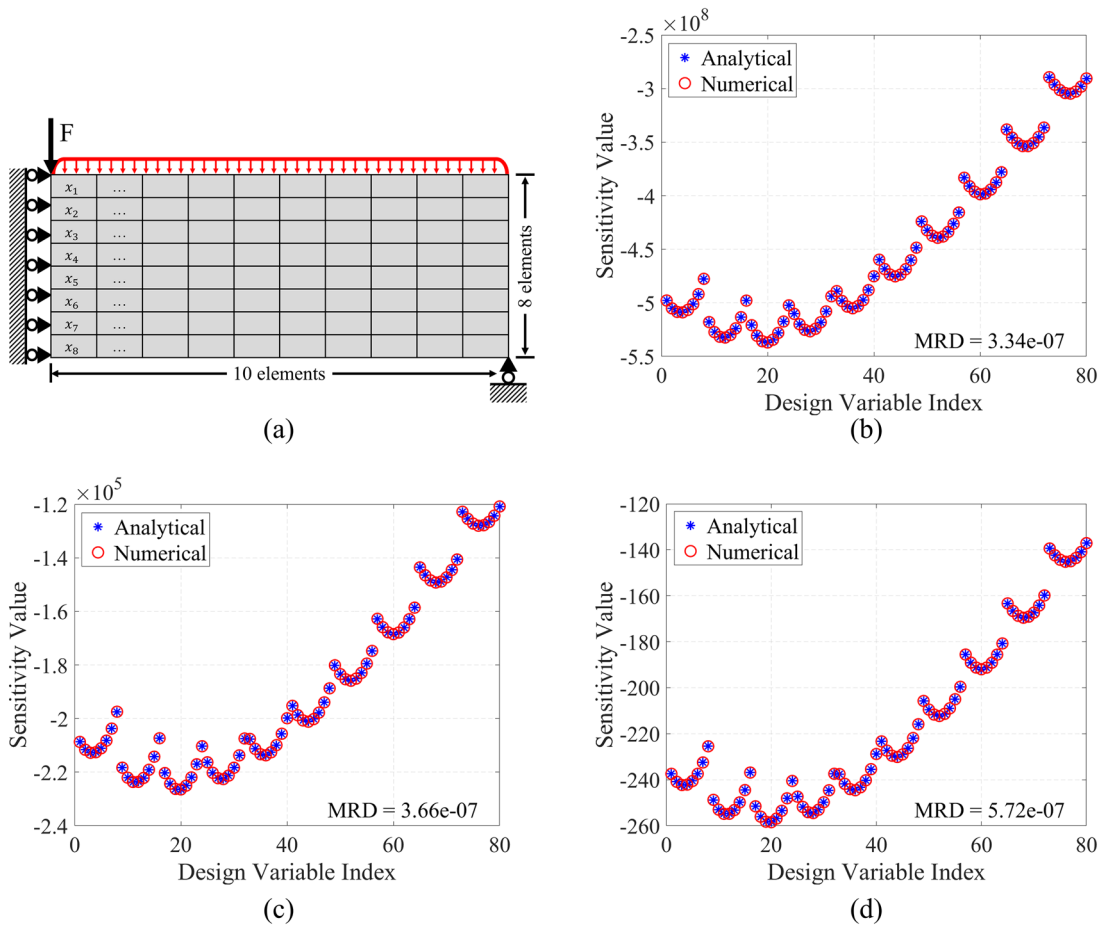 F
x₁ ...
x₂ ...
x₃ ...
x₄ ...
x₅ ...
x₆ ...
x₇ ...
x₈ ...
8 elements
10 elements
(a)
×10⁸
-2.5
-3
-3.5
-4
-4.5
-5
-5.5
Sensitivity Value
Analytical
Numerical
MRD = 3.34e-07
0 20 40 60 80
Design Variable Index
(b)
×10⁵
-1.2
-1.4
-1.6
-1.8
-2
-2.2
-2.4
Sensitivity Value
Analytical
Numerical
MRD = 3.66e-07
0 20 40 60 80
Design Variable Index
(c)
-120
-140
-160
-180
-200
-220
-240
-260
Sensitivity Value
Analytical
Numerical
MRD = 5.72e-07
0 20 40 60 80
Design Variable Index
(d)